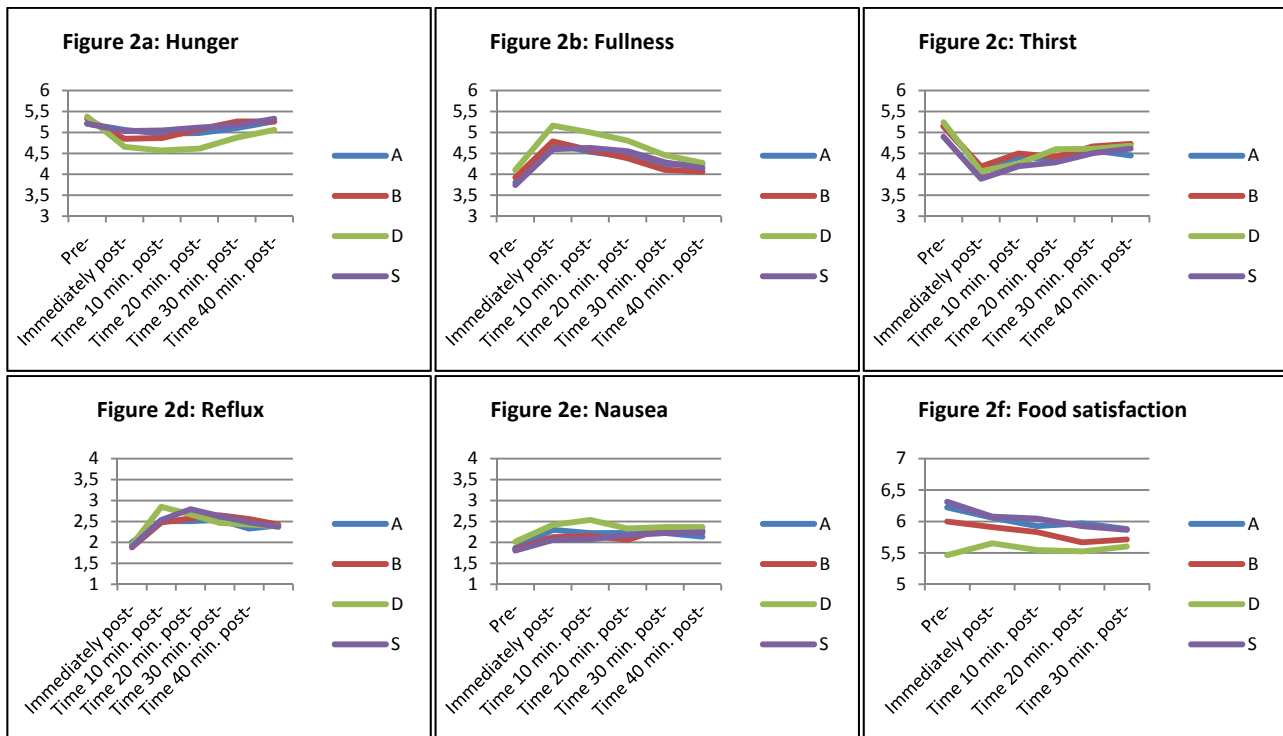 Figure 2a: Hunger
6
5,5
5
4,5
4
3,5
3
Pre-
Immediately post-
Time 10 min. post-
Time 20 min. post-
Time 30 min. post-
Time 40 min. post-
A
B
D
S
Figure 2b: Fullness
6
5,5
5
4,5
4
3,5
3
Pre-
Immediately post-
Time 10 min. post-
Time 20 min. post-
Time 30 min. post-
Time 40 min. post-
A
B
D
S
Figure 2c: Thirst
6
5,5
5
4,5
4
3,5
3
Pre-
Immediately post-
Time 10 min. post-
Time 20 min. post-
Time 30 min. post-
Time 40 min. post-
A
B
D
S
Figure 2d: Reflux
4
3,5
3
2,5
2
1,5
1
Immediately post-
Time 10 min. post-
Time 20 min. post-
Time 30 min. post-
Time 40 min. post-
A
B
D
S
Figure 2e: Nausea
4
3,5
3
2,5
2
1,5
1
Pre-
Immediately post-
Time 10 min. post-
Time 20 min. post-
Time 30 min. post-
Time 40 min. post-
A
B
D
S
Figure 2f: Food satisfaction
7
6,5
6
5,5
5
Pre-
Immediately post-
Time 10 min. post-
Time 20 min. post-
Time 30 min. post-
A
B
D
S